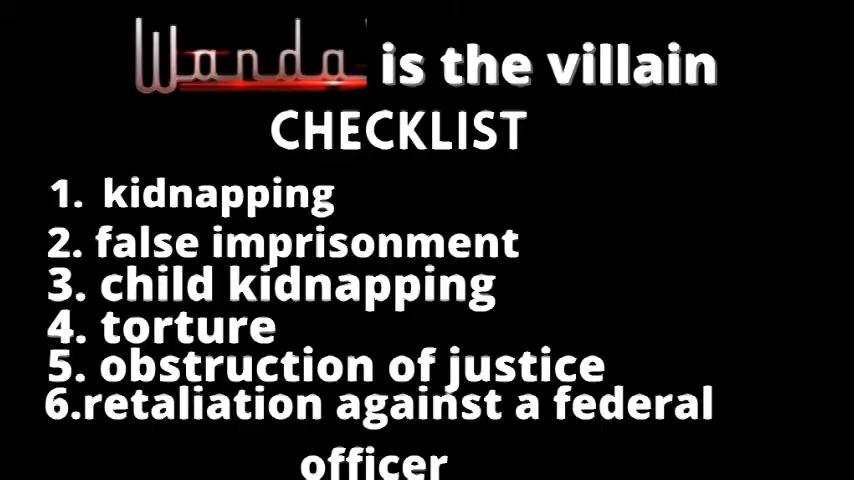 Wanda is the villain
CHECKLIST
1. kidnapping
2. false imprisonment
3. child kidnapping
4. torture
5. obstruction of justice
6.retaliation against a federal
officer